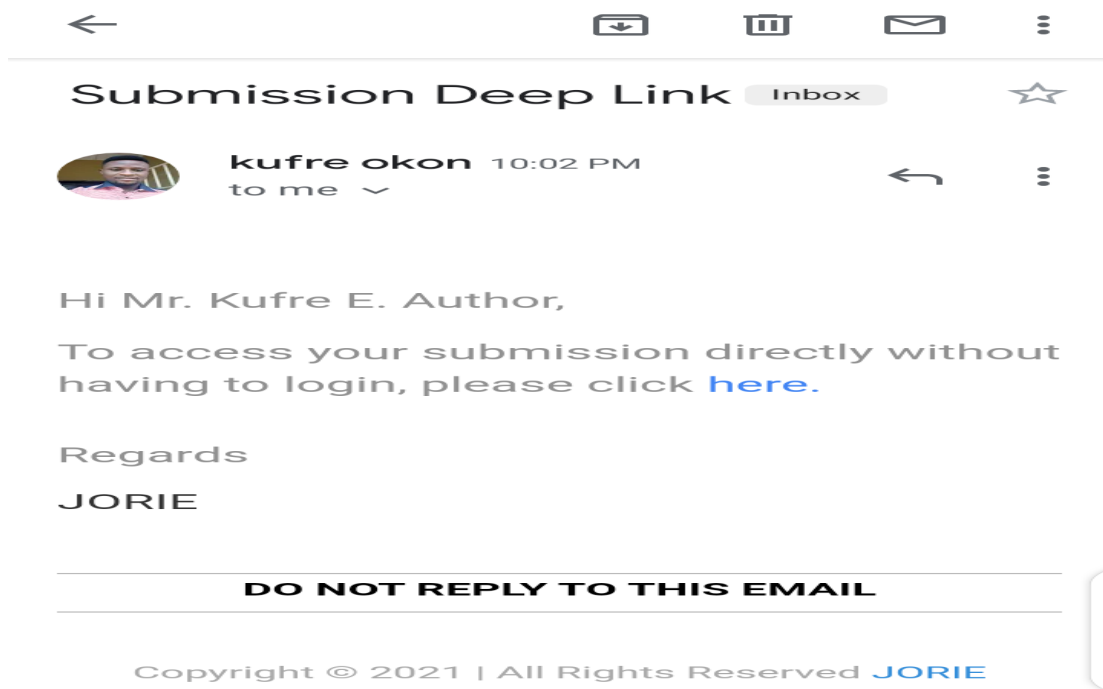 Submission Deep Link Inbox
kufre okon 10:02 PM
to me
Hi Mr. Kufre E. Author,
To access your submission directly without
having to login, please click here.
Regards
JORIE
DO NOT REPLY TO THIS EMAIL
Copyright © 2021 | All Rights Reserved JORIE